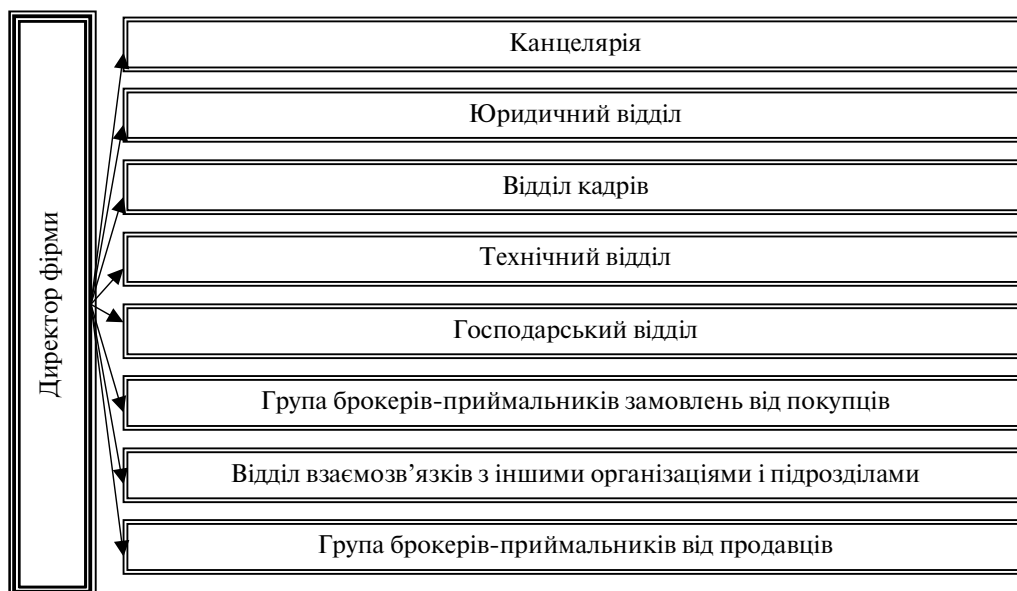 Директор фірми
Канцелярія
Юридичний відділ
Відділ кадрів
Технічний відділ
Господарський відділ
Група брокерів-приймальників замовлень від покупців
Відділ взаємозв’язків з іншими організаціями і підрозділами
Група брокерів-приймальників від продавців